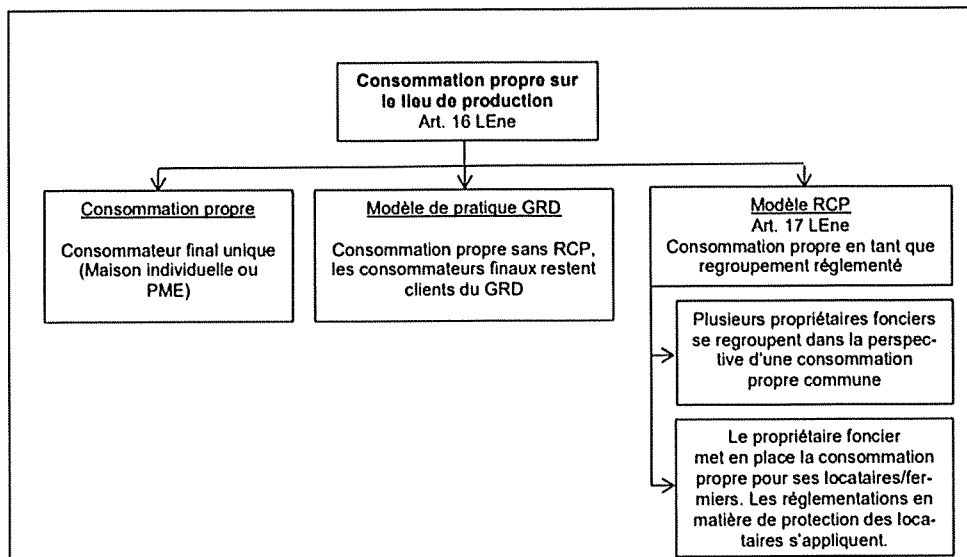 Consommation propre sur
le lieu de production
Art. 16 LEne
Consommation propre
Consommateur final unique
(Maison individuelle ou
PME)
Modèle de pratique GRD
Consommation propre sans RCP,
les consommateurs finaux restent
clients du GRD
Modèle RCP
Art. 17 LEne
Consommation propre en tant que
regroupement réglementé
Plusieurs propriétaires fonciers
se regroupent dans la perspec-
tive d'une consommation
propre commune
Le propriétaire foncier
met en place la consommation
propre pour ses locataires/fer-
miers. Les réglementations en
matière de protection des loca-
taires s'appliquent.